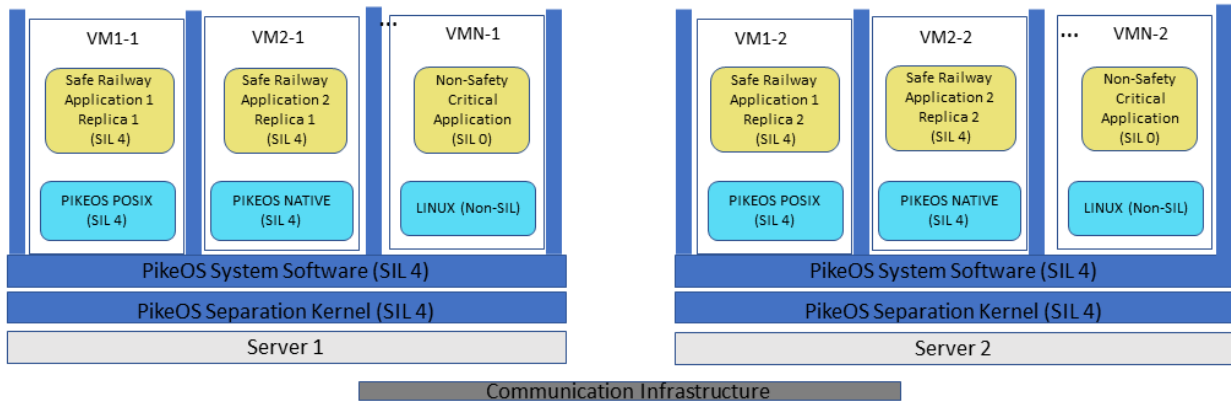 VM1-1
Safe Railway
Application 1
Replica 1
(SIL 4)
PIKEOS POSIX
(SIL 4)
VM2-1
Safe Railway
Application 2
Replica 1
(SIL 4)
PIKEOS NATIVE
(SIL 4)
...
VMN-1
Non-Safety
Critical
Application
(SIL 0)
LINUX (Non-SIL)
PikeOS System Software (SIL 4)
PikeOS Separation Kernel (SIL 4)
Server 1
VM1-2
Safe Railway
Application 1
Replica 2
(SIL 4)
PIKEOS POSIX
(SIL 4)
VM2-2
Safe Railway
Application 2
Replica 2
(SIL 4)
PIKEOS NATIVE
(SIL 4)
...
VMN-2
Non-Safety
Critical
Application
(SIL 0)
LINUX (Non-SIL)
PikeOS System Software (SIL 4)
PikeOS Separation Kernel (SIL 4)
Server 2
Communication Infrastructure